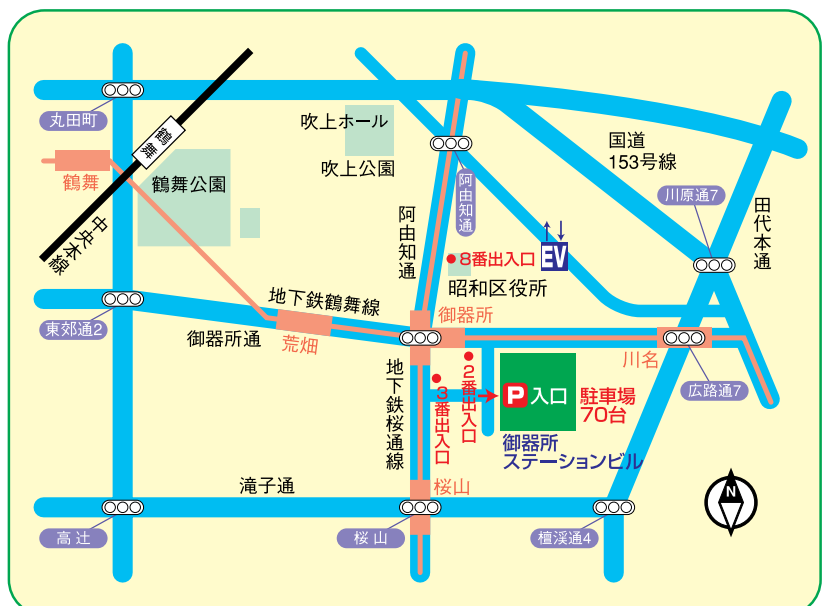 丸田町
鶴舞
鶴舞
鶴舞公園
中央本線
吹上ホール
吹上公園
阿由知通
阿由知通
国道
153号線
川原通7
田代本通
8番出入口
EV
昭和区役所
東郊通2
地下鉄鶴舞線
御器所通
荒畑
御器所
川名
広路通7
地下鉄桜通線
3番出入口
2番出入口
P 入口
駐車場
70台
御器所
ステーションビル
滝子通
桜山
高辻
桜山
檀渓通4
N